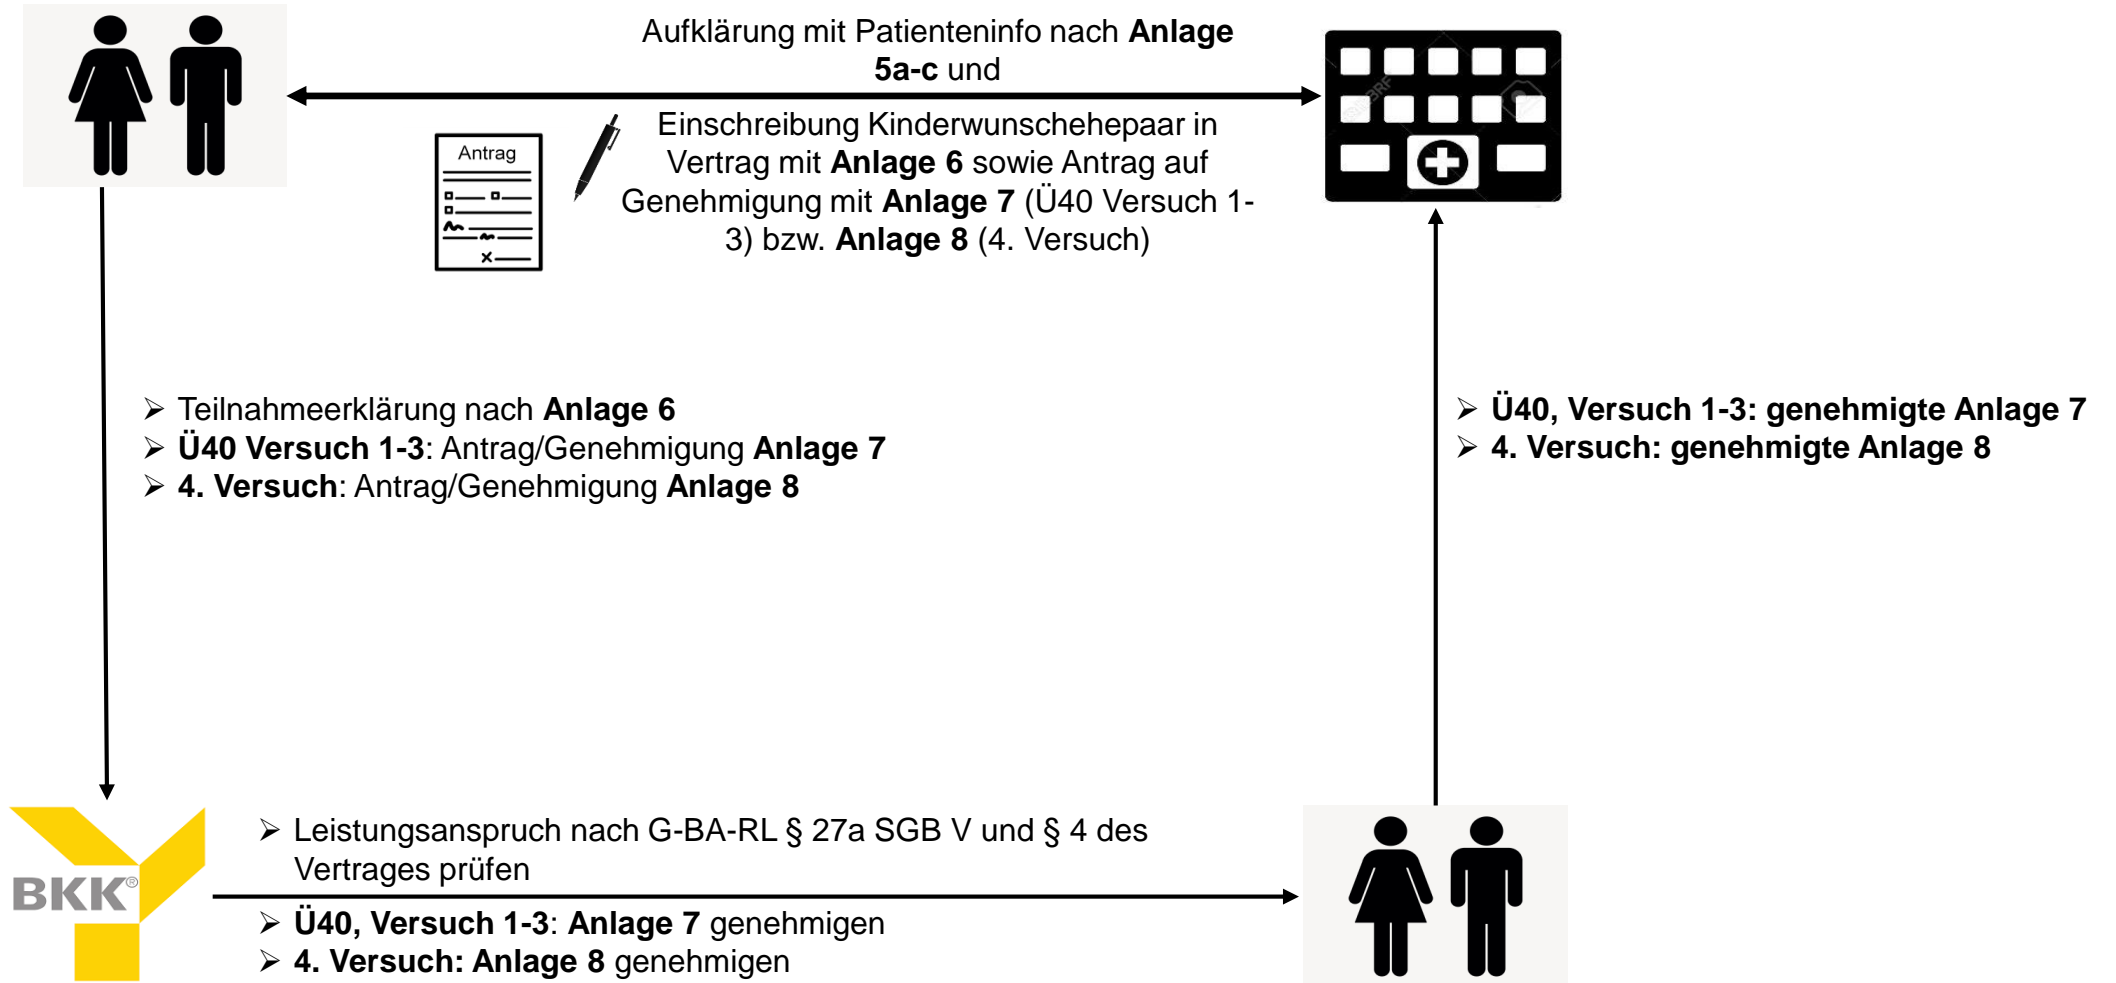 Aufklärung mit Patienteninfo nach Anlage
5a-c und
Antrag
Einschreibung Kinderwunschehepaar in
Vertrag mit Anlage 6 sowie Antrag auf
Genehmigung mit Anlage 7 (Ü40 Versuch 1-
3) bzw. Anlage 8 (4. Versuch)
➢ Teilnahmeerklärung nach Anlage 6
➢ Ü40 Versuch 1-3: Antrag/Genehmigung Anlage 7
➢ 4. Versuch: Antrag/Genehmigung Anlage 8
➢ Ü40, Versuch 1-3: genehmigte Anlage 7
➢ 4. Versuch: genehmigte Anlage 8
BKK®
➢ Leistungsanspruch nach G-BA-RL § 27a SGB V und § 4 des
Vertrages prüfen
➢ Ü40, Versuch 1-3: Anlage 7 genehmigen
➢ 4. Versuch: Anlage 8 genehmigen